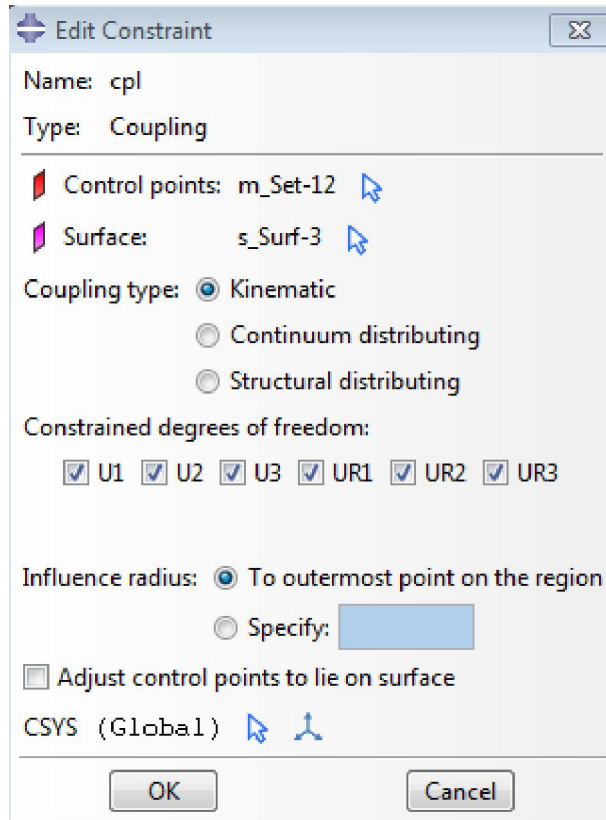 Edit Constraint
Name: cpl
Type: Coupling
Control points: m_Set-12
Surface: s_Surf-3
Coupling type: Kinematic
Continuum distributing
Structural distributing
Constrained degrees of freedom:
U1 U2 U3 UR1 UR2 UR3
Influence radius: To outermost point on the region
Specify:
Adjust control points to lie on surface
CSYS (Global)
OK Cancel